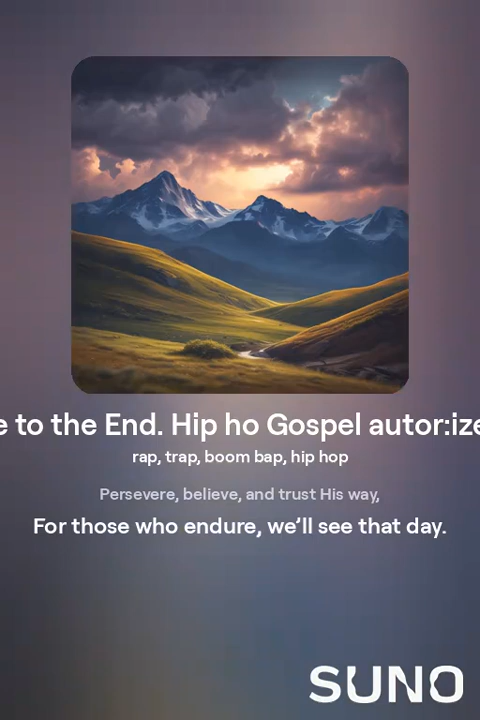 e to the End. Hip ho Gospel autor:ize
rap, trap, boom bap, hip hop
Persevere, believe, and trust His way,
For those who endure, we’ll see that day.
SUNO